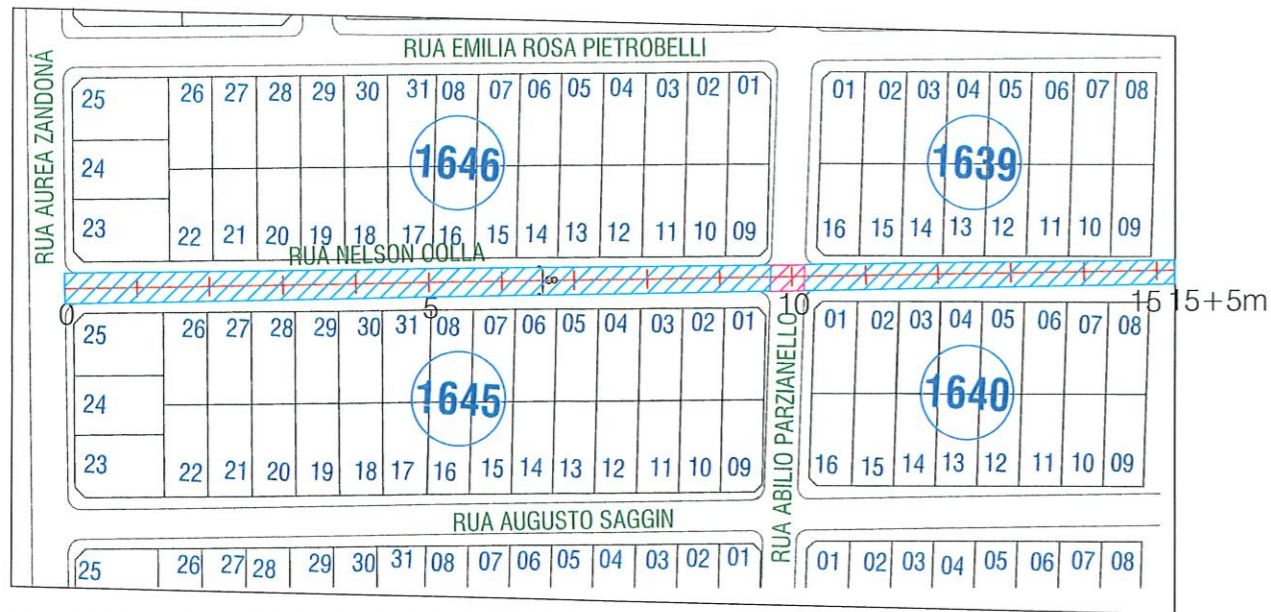 RUA EMILIA ROSA PIETROBELLI
RUA AUREA ZANDONÁ
25 26 27 28 29 30 31 08 07 06 05 04 03 02 01 01 02 03 04 05 06 07 08
24 1646 1639
23 22 21 20 19 18 17 16 15 14 13 12 11 10 09 16 15 14 13 12 11 10 09
RUA NELSON COLLA
8
0 5 10 15 15+5m
25 26 27 28 29 30 31 08 07 06 05 04 03 02 01 01 02 03 04 05 06 07 08
24 1645 1640
23 22 21 20 19 18 17 16 15 14 13 12 11 10 09 16 15 14 13 12 11 10 09
RUA ABILIO PARZIANELLO
RUA AUGUSTO SAGGIN
25 26 27 28 29 30 31 08 07 06 05 04 03 02 01 01 02 03 04 05 06 07 08